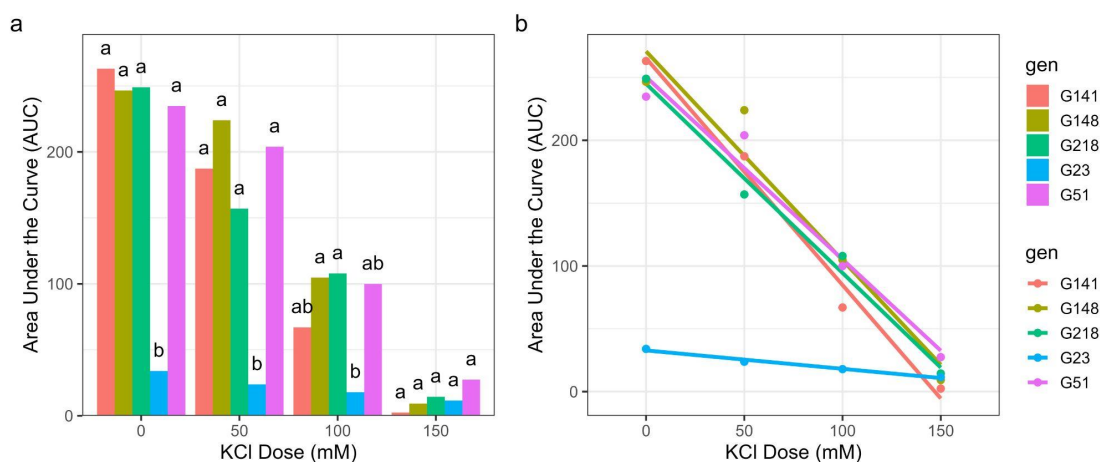 a
Area Under the Curve (AUC)
200
100
0
a a a b a
a a a b a
ab a a b ab
a a a a a
0 50 100 150
KCl Dose (mM)
b
Area Under the Curve (AUC)
200
100
0
0 50 100 150
KCl Dose (mM)
gen
G141
G148
G218
G23
G51
gen
G141
G148
G218
G23
G51